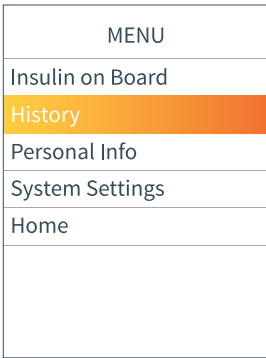 MENU
Insulin on Board
History
Personal Info
System Settings
Home